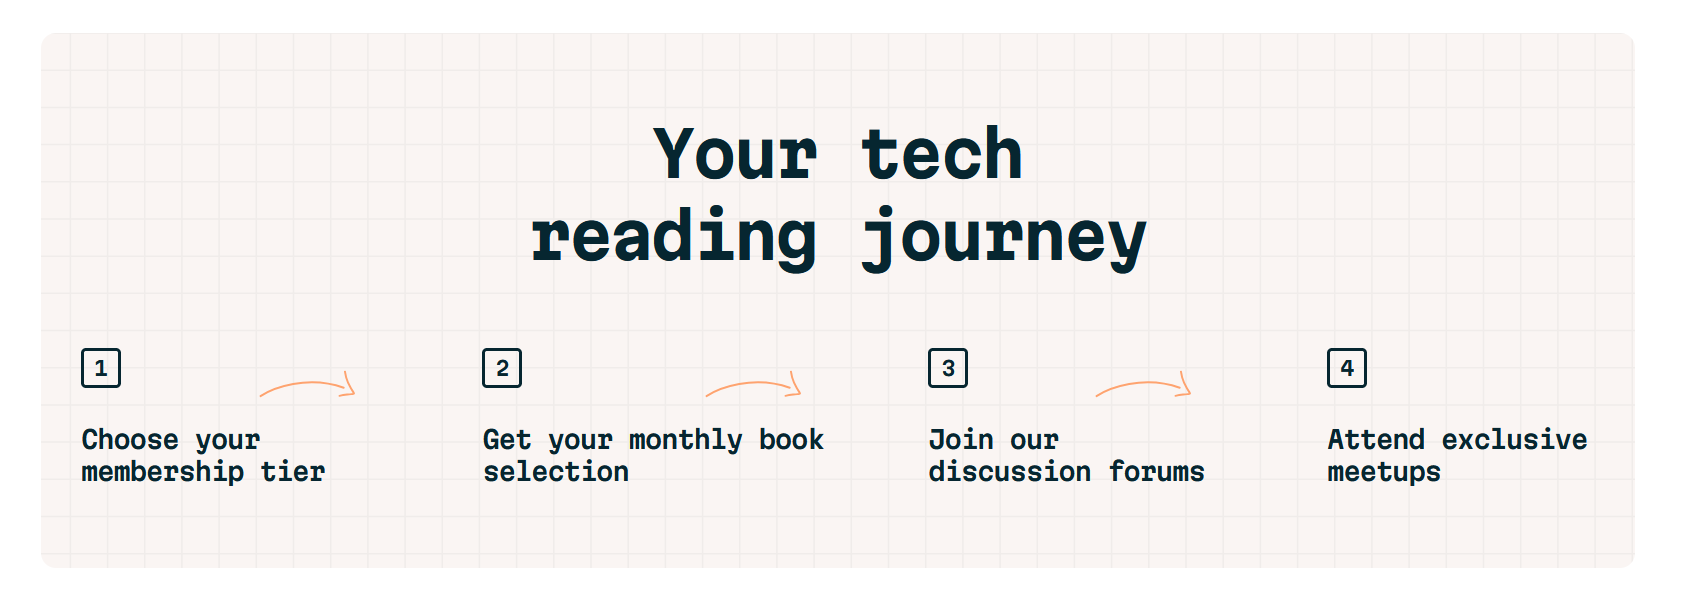 Your tech
reading journey
1
Choose your
membership tier
2
Get your monthly book
selection
3
Join our
discussion forums
4
Attend exclusive
meetups